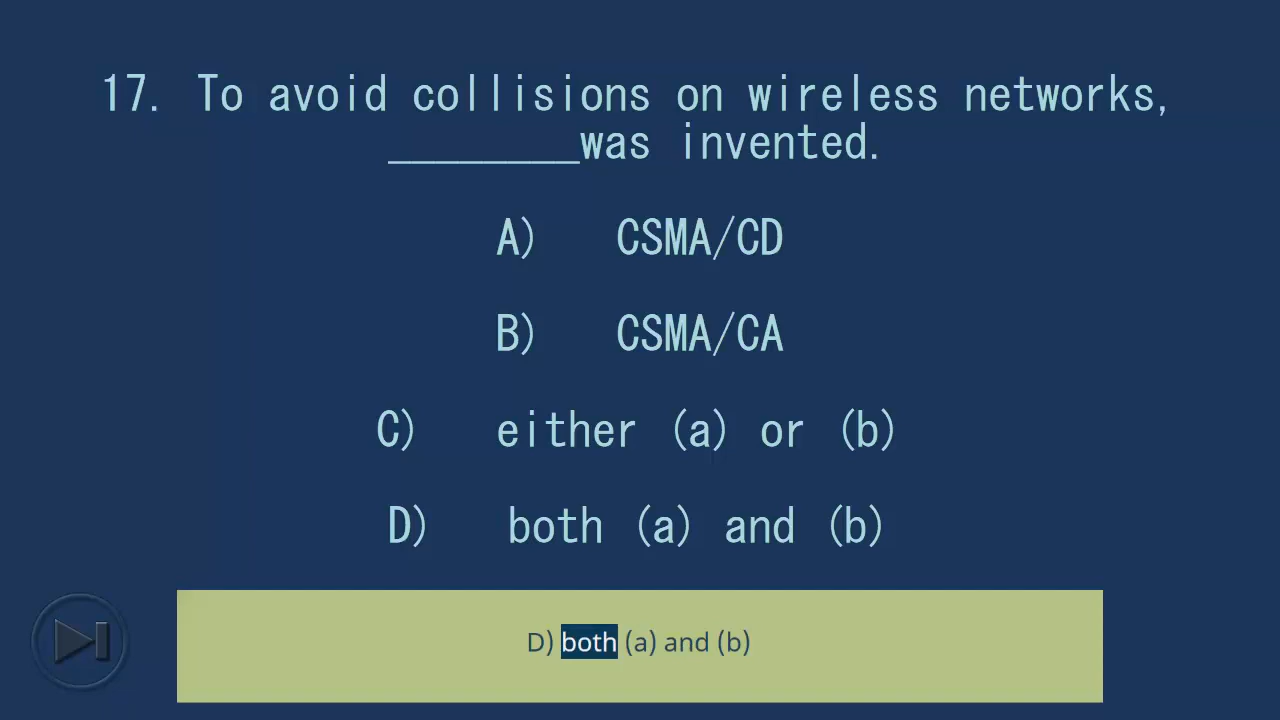 17. To avoid collisions on wireless networks,
________was invented.
A) CSMA/CD
B) CSMA/CA
C) either (a) or (b)
D) both (a) and (b)
D) both (a) and (b)